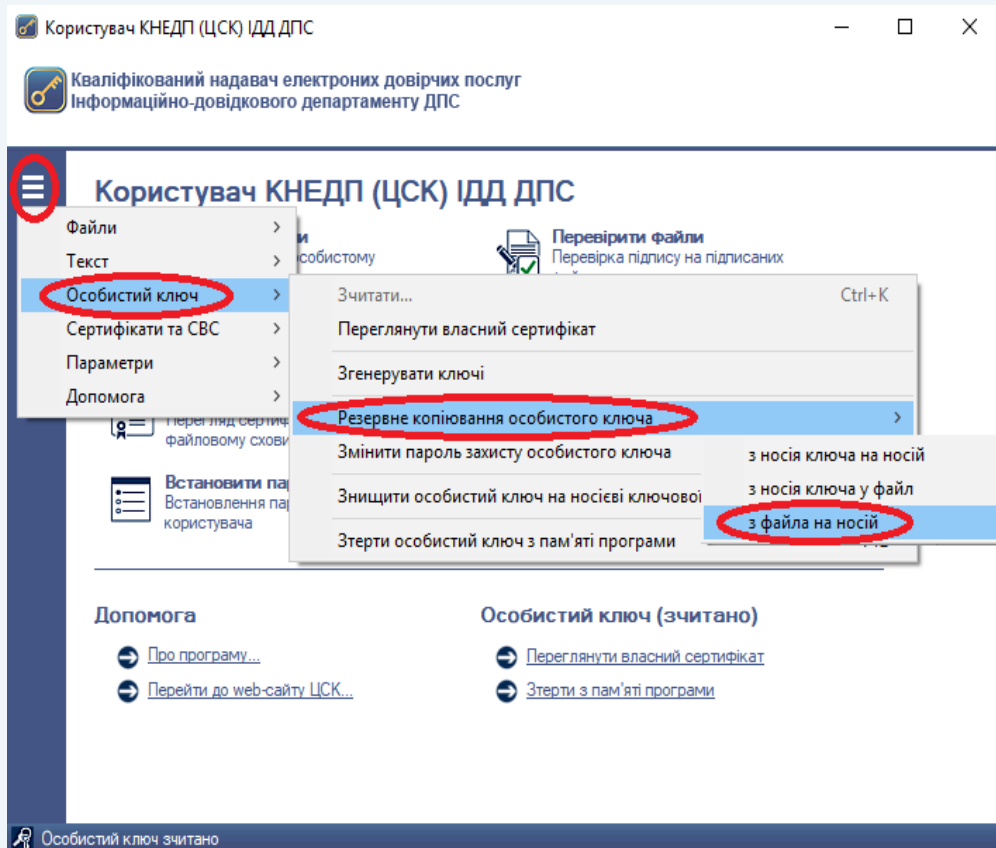 Користувач КНЕДП (ЦСК) ІДД ДПС
Кваліфікований надавач електроних довірчих послуг
Інформаційно-довідкового департаменту ДПС
Користувач КНЕДП (ЦСК) ІДД ДПС
Файли
Текст
Особистий ключ
Сертифікати та СВС
Параметри
Допомога
Перевірити файли
Перевірка підпису на підписаних
Зчитати... Ctrl+K
Переглянути власний сертифікат
Згенерувати ключі
Резервне копіювання особистого ключа
Змінити пароль захисту особистого ключа
Знищити особистий ключ на носієві ключової
Зтерти особистий ключ з пам'яті програми
з носія ключа на носій
з носія ключа у файл
з файла на носій
Перегляд
файловому
Встановити
Встановлення
користувача
Допомога
Про програму...
Перейти до web-сайту ЦСК...
Особистий ключ (зчитано)
Переглянути власний сертифікат
Зтерти з пам'яті програми
Особистий ключ зчитано